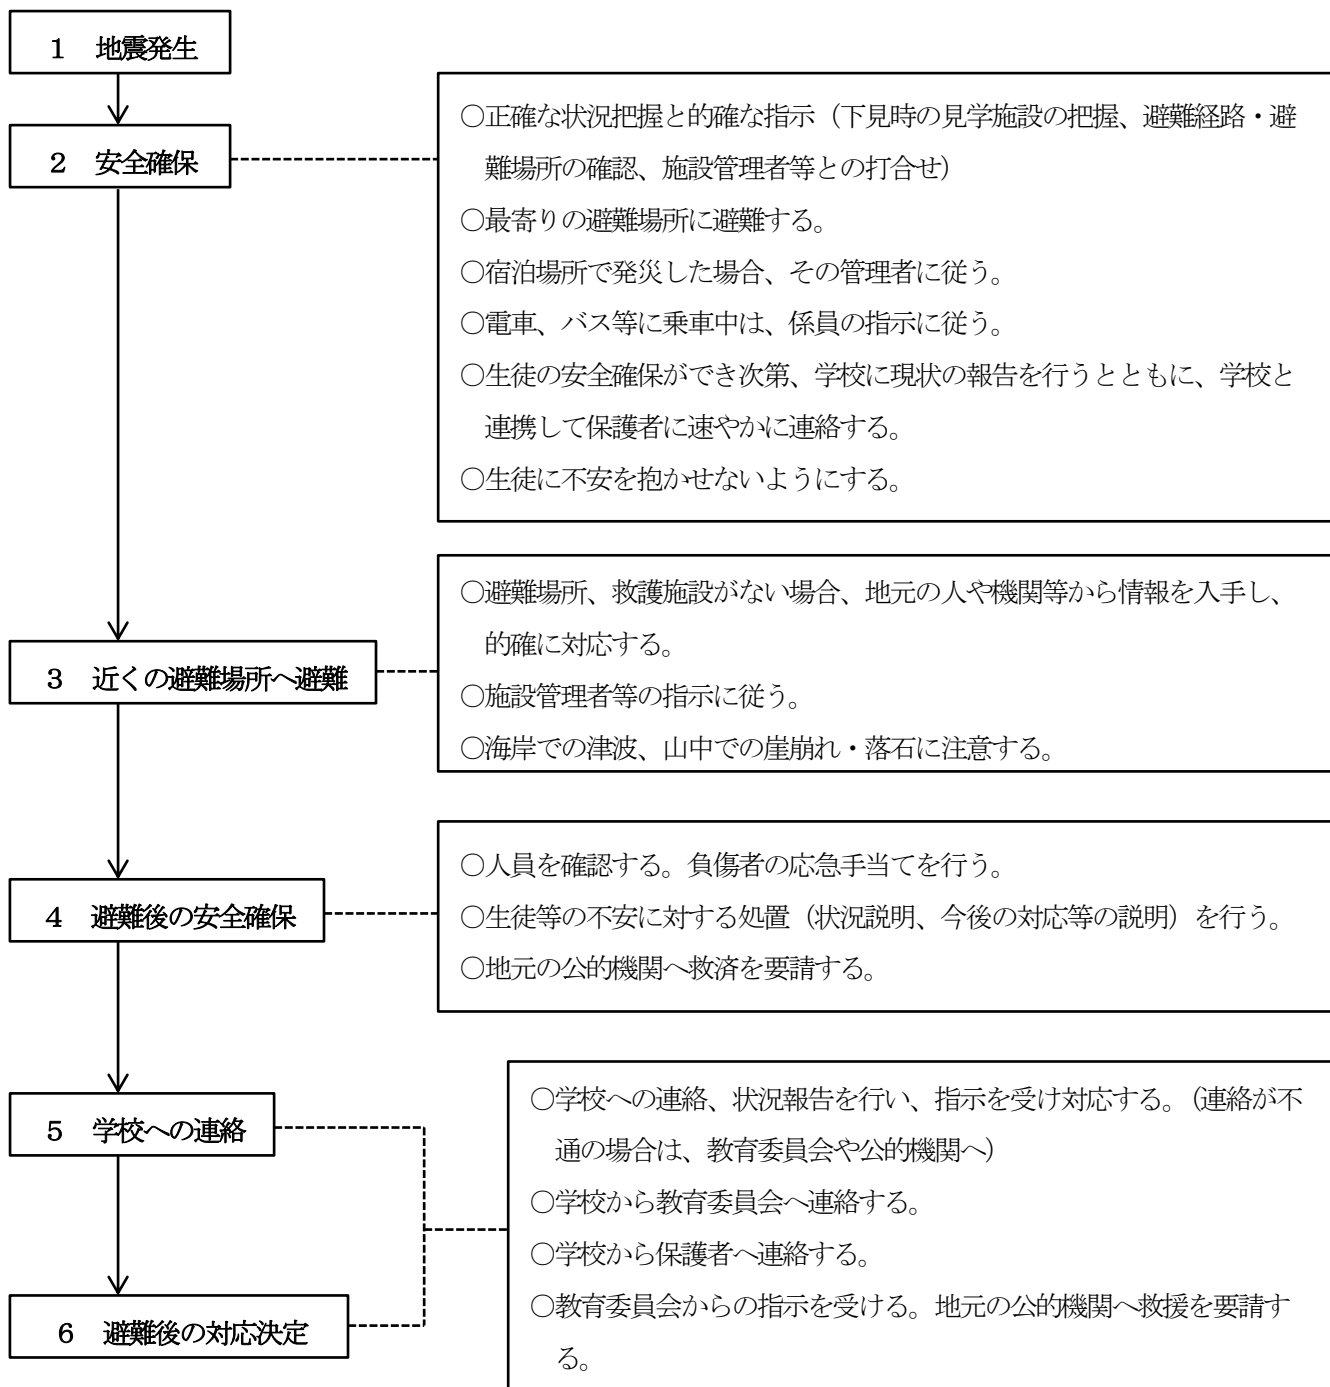 1　地震発生
2　安全確保
○正確な状況把握と的確な指示（下見時の見学施設の把握、避難経路・避
難場所の確認、施設管理者等との打合せ）
○最寄りの避難場所に避難する。
○宿泊場所で発災した場合、その管理者に従う。
○電車、バス等に乗車中は、係員の指示に従う。
○生徒の安全確保ができ次第、学校に現状の報告を行うとともに、学校と
連携して保護者に速やかに連絡する。
○生徒に不安を抱かせないようにする。
3　近くの避難場所へ避難
○避難場所、救護施設がない場合、地元の人や機関等から情報を入手し、
的確に対応する。
○施設管理者等の指示に従う。
○海岸での津波、山中での崖崩れ・落石に注意する。
4　避難後の安全確保
○人員を確認する。負傷者の応急手当てを行う。
○生徒等の不安に対する処置（状況説明、今後の対応等の説明）を行う。
○地元の公的機関へ救済を要請する。
5　学校への連絡
6　避難後の対応決定
○学校への連絡、状況報告を行い、指示を受け対応する。（連絡が不
通の場合は、教育委員会や公的機関へ）
○学校から教育委員会へ連絡する。
○学校から保護者へ連絡する。
○教育委員会からの指示を受ける。地元の公的機関へ救援を要請す
る。